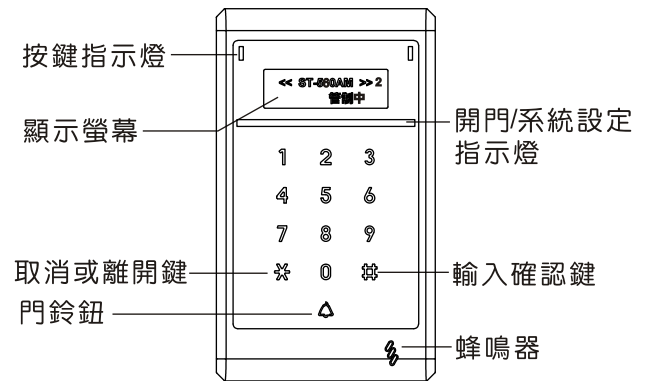 按鍵指示燈
<< ST-560AM >> 2
管制中
顯示螢幕
開門/系統設定
指示燈
1 2 3
4 5 6
7 8 9
取消或離開鍵
* 0 #
輸入確認鍵
門鈴鈕
蜂鳴器